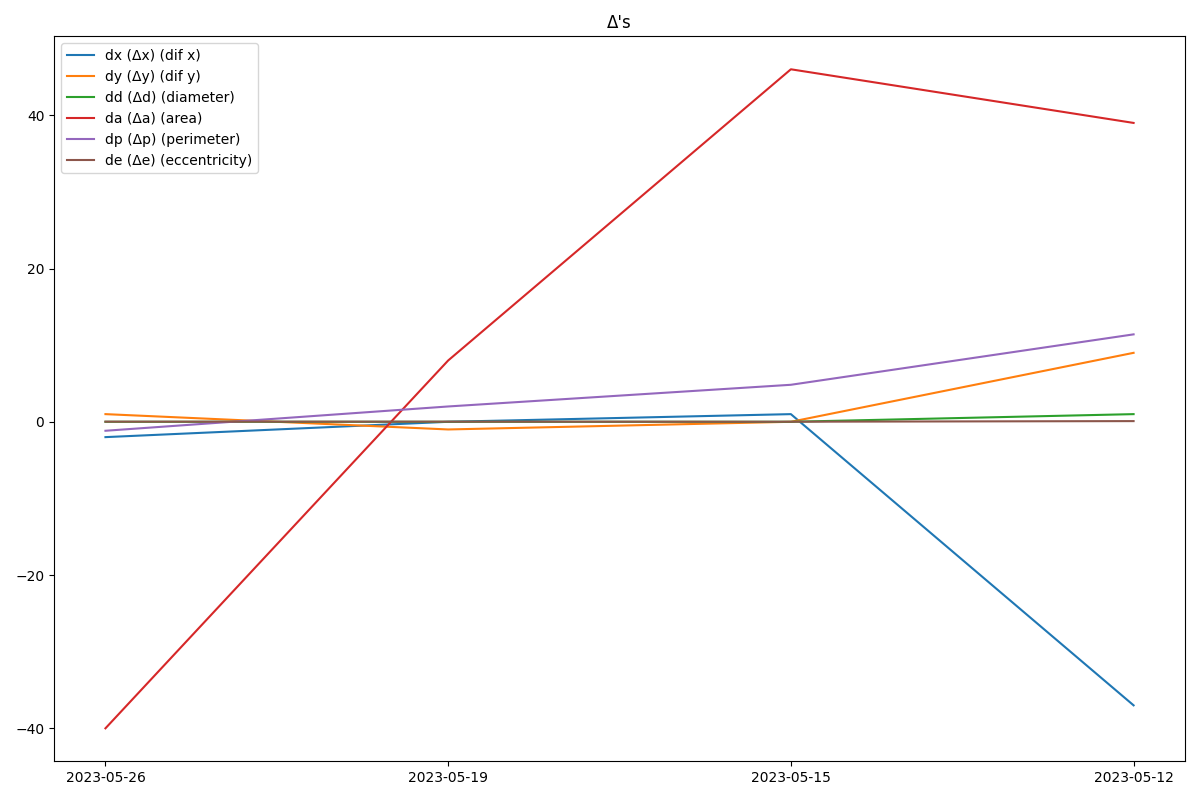 Δ's
dx (Δx) (dif x)
dy (Δy) (dif y)
dd (Δd) (diameter)
da (Δa) (area)
dp (Δp) (perimeter)
de (Δe) (eccentricity)
40
20
0
−20
−40
2023-05-26
2023-05-19
2023-05-15
2023-05-12